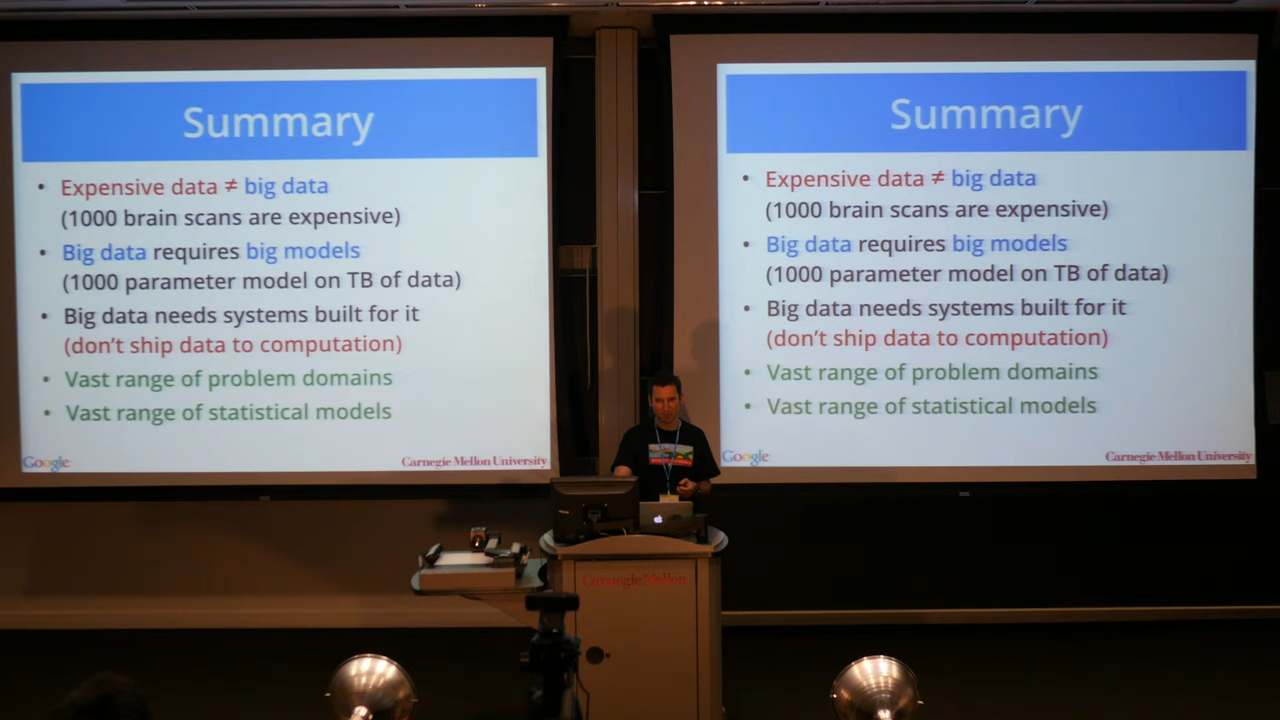 Summary
• Expensive data ≠ big data
(1000 brain scans are expensive)
• Big data requires big models
(1000 parameter model on TB of data)
• Big data needs systems built for it
(don't ship data to computation)
• Vast range of problem domains
• Vast range of statistical models
Google
Carnegie Mellon University
Summary
• Expensive data ≠ big data
(1000 brain scans are expensive)
• Big data requires big models
(1000 parameter model on TB of data)
• Big data needs systems built for it
(don't ship data to computation)
• Vast range of problem domains
• Vast range of statistical models
Google
Carnegie Mellon University
Carnegie Mellon